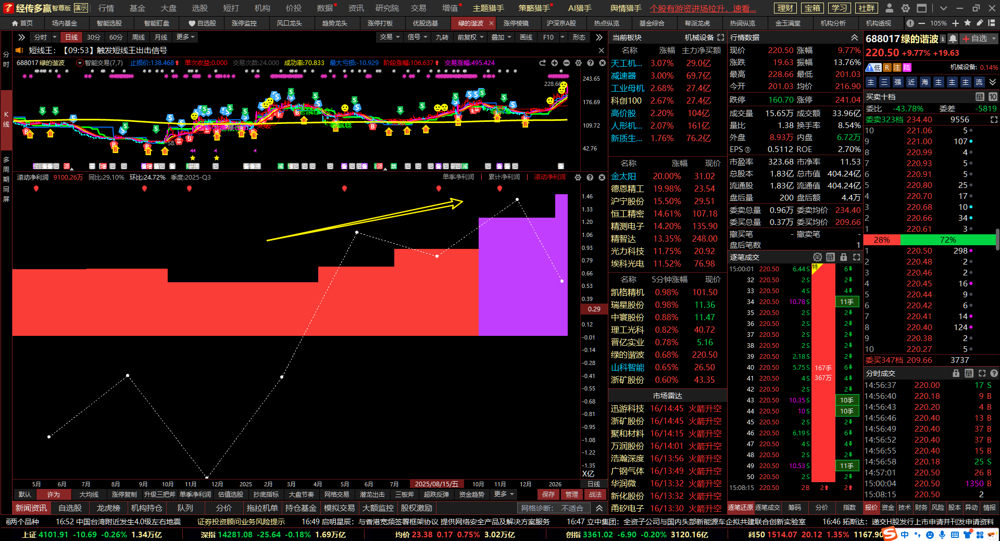 经传多赢 智尊版 演示 行情 基金 大盘 选股 短打 机构 价投 数据 资讯 研究院 交易 增值 主题猎手 策略猎手 AI猎手 舆情猎手 个股有游资进场拉升，速看... 理财 宝箱 学习 社群
首页 场内基金 智能选股 智能盯盘 自选股 涨停监控 风口龙头 趋势龙头 涨停打板 优股选基 绿的谐波 涨停棱镜 沪深京A股 热点纵览 基金综合 帮派龙虎 热词纵览 金玉满堂 机构分析 机构透视 105%
分时 日线 30分 60分 周线 月线 更多 交易 信号 九转 前复权 叠加 画线 F10 形态
短线王：【09:53】触发短线王出击信号
688017 绿的谐波 智能交易(7,7) 止损价:138.468 单次收益:0.000 交易次数:24.000 成功率:70.833 最大亏损:-10.929 阶段涨幅:106.637 交易涨幅:495.424
分时
K线
多周期同屏
228.66
243.65
176.69
109.72
42.76
滚动净利润 9100.26万 同比:29.10% 环比:24.72% 季度:2025-Q3 单季净利润 累计净利润 滚动净利润
1.46
1.33
1.20
1.06
0.93
0.79
0.66
0.53
0.39
0.29
0.12
-0.01
-0.14
-0.28
-0.41
-0.55
-0.68
-0.81
-0.95
-1.08
-1.22
-1.35
X亿
5月 6月 7月 8月 9月 10月 11月 12月 2025 2月 3月 4月 5月 6月 7月 2025/08/15/五 10月 11月 12月 2026 日线
默认 许为 大均线 涨停复制 升级三把斧 单季净利润 估值选股 抄底指标 大盘节奏 网格交易 潜龙出击 三板斧 超跌反弹 资金趋势 更多 保存 管理 战法
新闻资讯 自选股 龙虎榜 机构持仓 队列 分价 拖拉机单 持仓基金 模拟交易 大额监控 股权激励 网格诊断： 不适合
当前板块 机械设备
名称 涨幅 主力净买额
天工机... 3.07% 29.0亿
减速器 3.00% 69.7亿
工业母机 2.68% 27.4亿
科创100 2.67% 27.4亿
高价股 2.20% 104亿
人形机... 2.07% 161亿
新质生... 1.76% 76.2亿
名称 涨幅 现价
金太阳 20.00% 31.02
德恩精工 19.98% 23.54
沪宁股份 15.50% 29.51
恒工精密 14.61% 107.18
精测电子 14.20% 135.90
精智达 13.35% 248.00
光力科技 11.75% 20.92
埃科光电 11.52% 76.98
名称 5分钟涨幅 现价
凯格精机 0.98% 101.50
瑞星股份 0.98% 11.36
中寰股份 0.88% 11.47
理工光科 0.82% 40.72
晋亿实业 0.78% 5.16
绿的谐波 0.68% 220.50
山科智能 0.65% 26.50
浙矿股份 0.60% 43.35
市场雷达
迅游科技 16/14:45 火箭升空
浙矿股份 16/14:45 火箭升空
聚和材料 16/14:15 火箭升空
万润股份 16/14:01 火箭升空
浩瀚深度 16/13:56 火箭升空
广钢气体 16/13:49 火箭升空
华润微 16/13:32 火箭升空
新化股份 16/13:32 火箭升空
甬矽电子 16/13:30 火箭升空
行情数据
现价 220.50 涨幅 9.77%
涨跌 19.63 振幅 13.76%
最高 228.66 最低 201.03
今开 201.03 均价 216.90
跌停 160.70 涨停 241.04
成交量 15.65万 成交额 33.96亿
量比 1.38 换手率 8.54%
外盘 8.93万 内盘 6.72万
EPS③ 0.5112 ROE 2.70%
市盈率 323.68 市净率 11.53
总股本 1.83亿 总市值 404.24亿
流通股 1.83亿 流通值 404.24亿
盘后量 200 盘后额 4.4万
委卖总量 0.96万 委卖均价 234.40
委买总量 0.37万 委买均价 209.66
撤买笔 - 撤卖笔 -
盘后笔数 1
逐笔成交
15:00:01 220.50 6.44S 6
32 220.50 2S 2
33 220.50 4S 4
34 220.50 10.78S 11手
35 220.50 2S 2
36 220.50 2S 2
37 220.50 2S 2
38 220.50 2S 2
39 220.50 2.18S 2
40 220.50 5.75S 6
41 220.50 4S 4
42 220.50 2S 2
43 220.50 10.35S 10手
44 220.50 10S 10手
45 220.50 2S 2
46 220.50 6.19S 6
47 220.50 4S 4
48 220.50 2S 2
49 220.50 10.53S 11手
50 220.50 2S 2
15:08:15 220.50 2B 2 2
特
167手
367万
逐笔还原 逐笔成交 筹码 分价 指数
688017 绿的谐波 自选
220.50 +9.77% +19.63
低 R 注 陆 机械设备: 0.14%
主 三 强 近 海 主 主 主 流
买卖十档
委比 -43.78% 委差 -5819
委卖323档 234.40 9556
10 221.06 5
9 221.00 107
8 220.99 4
7 220.93 5
6 220.91 5
5 220.80 25
4 220.70 17
3 220.68 10
2 220.66 34
1 220.61 3
28% 72%
1 220.50 298
2 220.48 2
3 220.46 2
4 220.45 16
5 220.44 9
6 220.42 6
7 220.41 14
8 220.40 124
9 220.38 2
10 220.27 5
委买347档 209.66 3737
分时成交
14:56:37 220.00 17 S
14:56:40 220.18 9 B
14:56:43 220.20 4 B
14:56:46 220.40 13 B
14:56:49 220.40 37 B
14:56:52 220.40 37 B
14:56:55 220.40 15 B
14:56:58 220.18 25 S
14:57:01 220.50 26 B
15:00:04 220.50 1350 B
15:08:15 220.50 2
报价 资金 技术 财务 风险 股本 异动 情报
司两个品种 16:52 中国台湾附近发生4.0级左右地震 证券投资顾问业务风险提示 16:49 启明星辰：与香港宽频签署框架协议 提供网络安全产品及解决方案服务 16:47 立中集团：全资子公司与国内头部新能源车企拟共建联合创新实验室 16:46 拓斯达：递交H股发行上市申请并刊发申请资料
上证 4101.91 -10.69 -0.26% 1.34万亿 深指 14281.08 -25.64 -0.18% 1.69万亿 均价 23.38 0.17 0.75% 3.02万亿 创指 3361.02 -6.90 -0.20% 3120.16亿 科50 1514.07 20.12 1.35% 1167.90 中